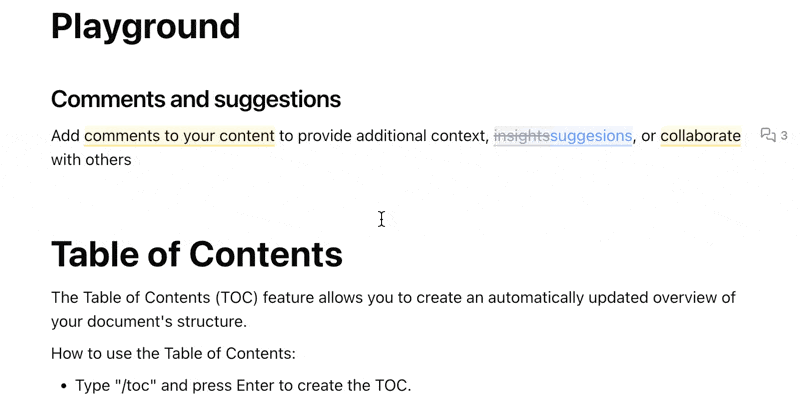 Playground
Comments and suggestions
Add comments to your content to provide additional context, insightssuggesions, or collaborate 3
with others
Table of Contents
The Table of Contents (TOC) feature allows you to create an automatically updated overview of
your document's structure.
How to use the Table of Contents:
• Type "/toc" and press Enter to create the TOC.